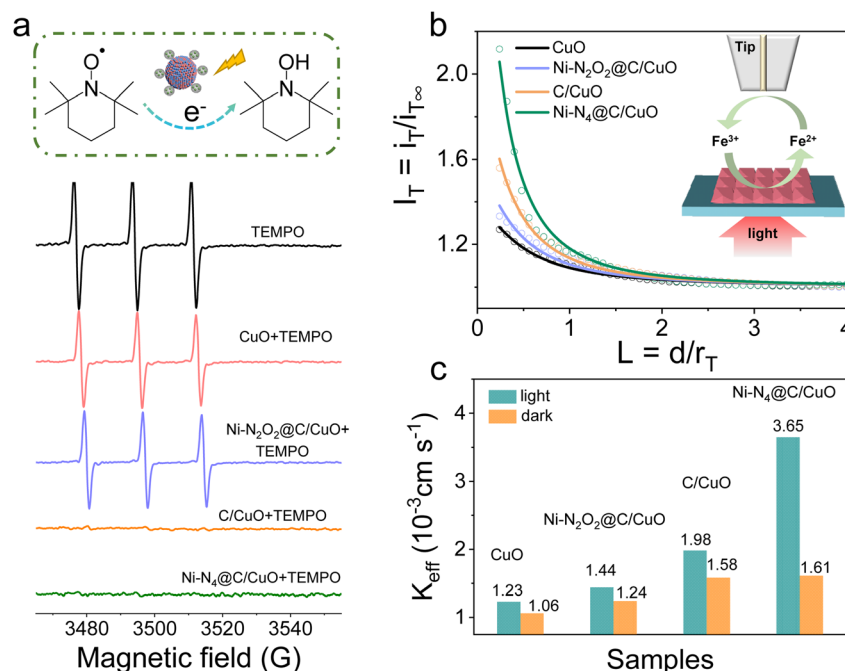 a
O•
N
e⁻
OH
N
TEMPO
CuO+TEMPO
Ni-N₂O₂@C/CuO+
TEMPO
C/CuO+TEMPO
Ni-N₄@C/CuO+TEMPO
3480 3500 3520 3540
Magnetic field (G)
b
CuO
Ni-N₂O₂@C/CuO
C/CuO
Ni-N₄@C/CuO
Tip
Fe³⁺ Fe²⁺
light
2.0
1.6
1.2
I_T = i_T/i_T∞
0 1 2 3 4
L = d/r_T
c
light
dark
Ni-N₄@C/CuO
3.65
1.61
C/CuO
1.98
1.58
Ni-N₂O₂@C/CuO
1.44
1.24
CuO
1.23
1.06
4
3
2
1
K_eff (10⁻³cm s⁻¹)
Samples